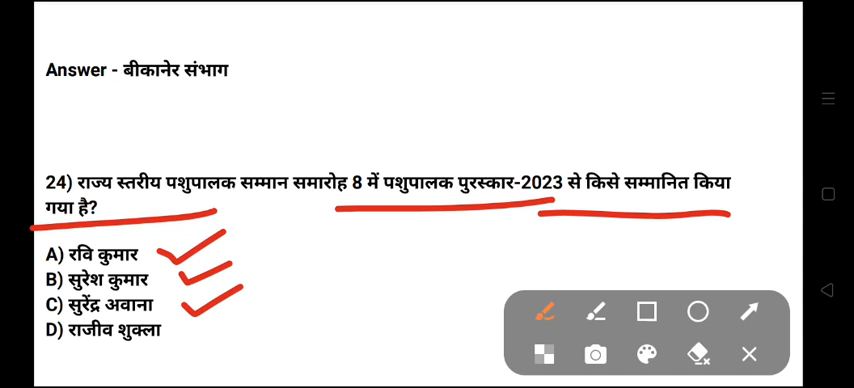 Answer - बीकानेर संभाग
24) राज्य स्तरीय पशुपालक सम्मान समारोह 8 में पशुपालक पुरस्कार-2023 से किसे सम्मानित किया
गया है?
A) रवि कुमार
B) सुरेश कुमार
C) सुरेंद्र अवाना
D) राजीव शुक्ला